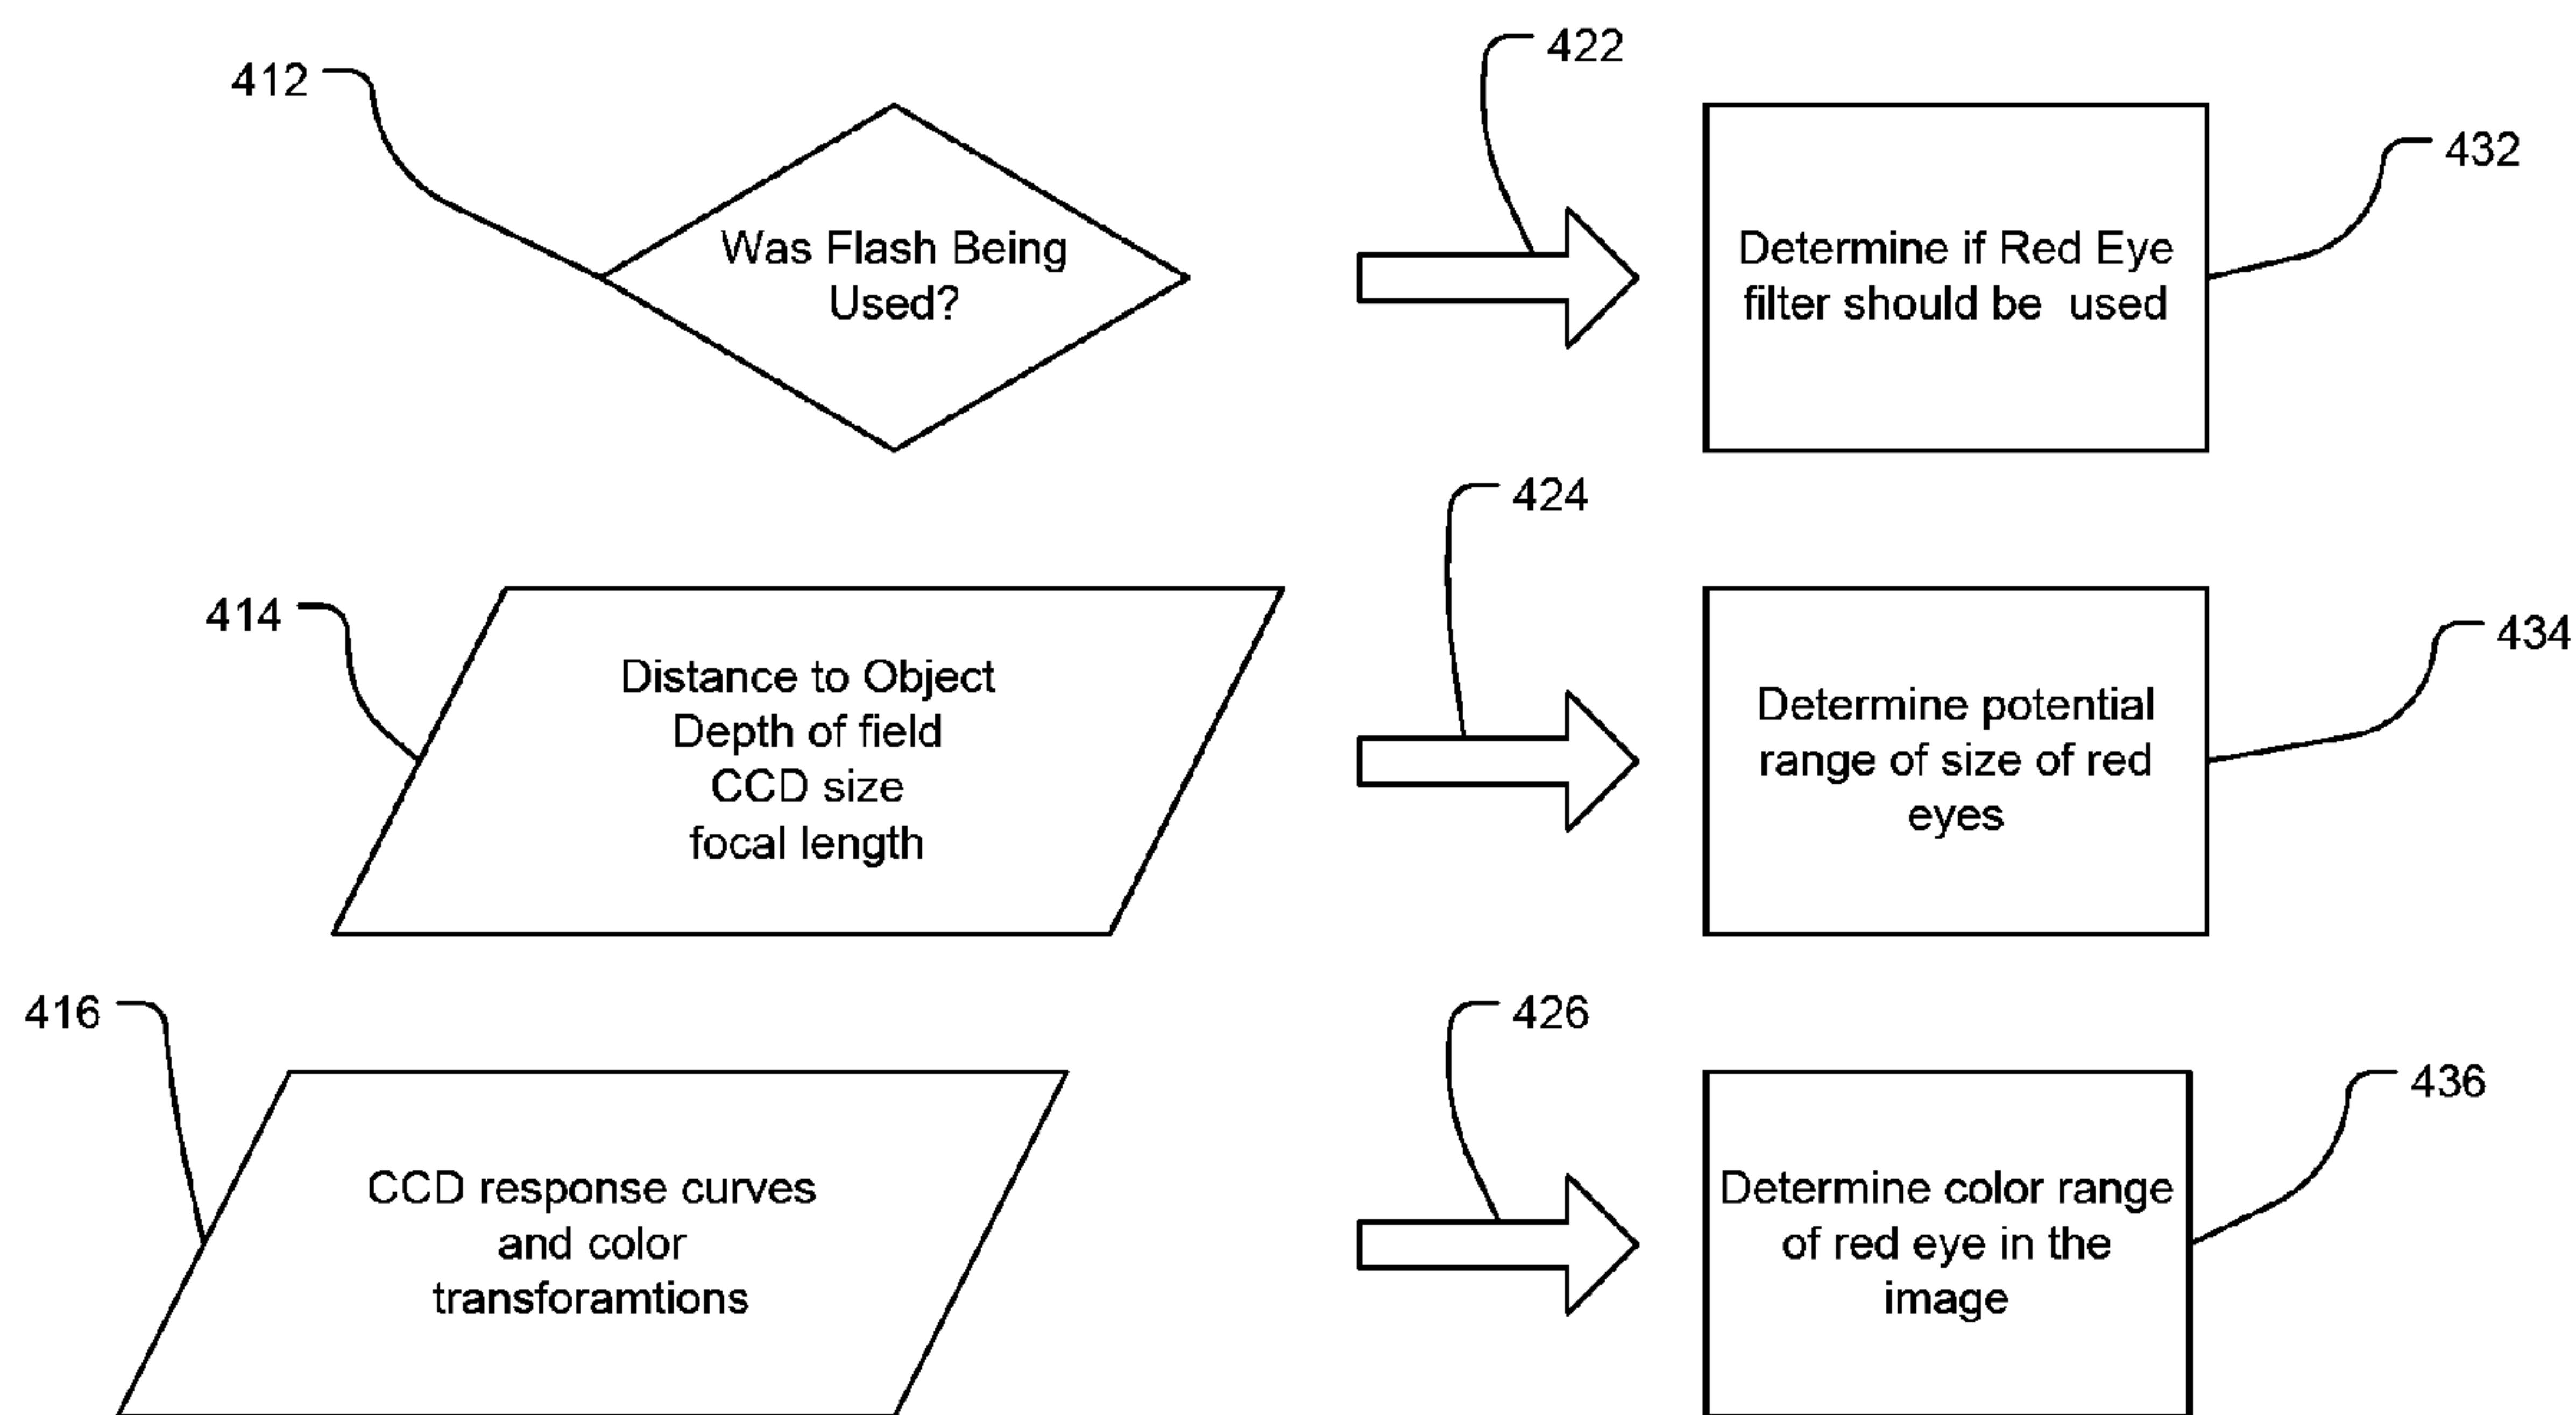 422
412
432
Was Flash Being
Used?
Determine if Red Eye
filter should be used
424
414
434
Distance to Object
Depth of field
CCD size
focal length
Determine potential
range of size of red
eyes
416
426
436
CCD response curves
and color
transforamtions
Determine color range
of red eye in the
image